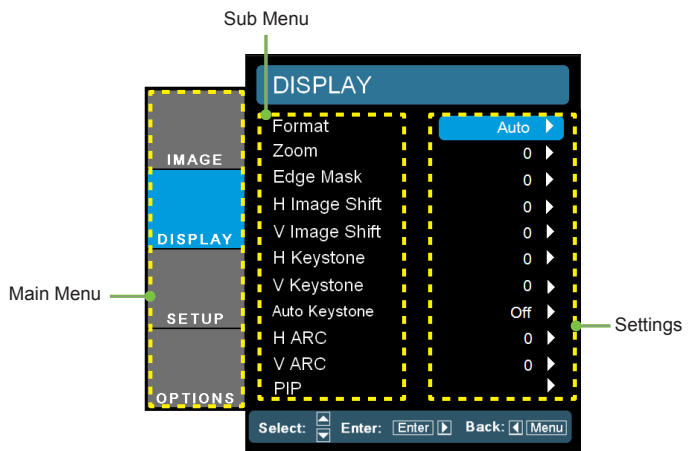 Sub Menu
DISPLAY
Format Auto
Zoom 0
IMAGE
Edge Mask 0
H Image Shift 0
V Image Shift 0
DISPLAY
H Keystone 0
V Keystone 0
Main Menu
Auto Keystone Off
SETUP
Settings
H ARC 0
V ARC 0
PIP
OPTIONS
Select: Enter: Enter Back: Menu